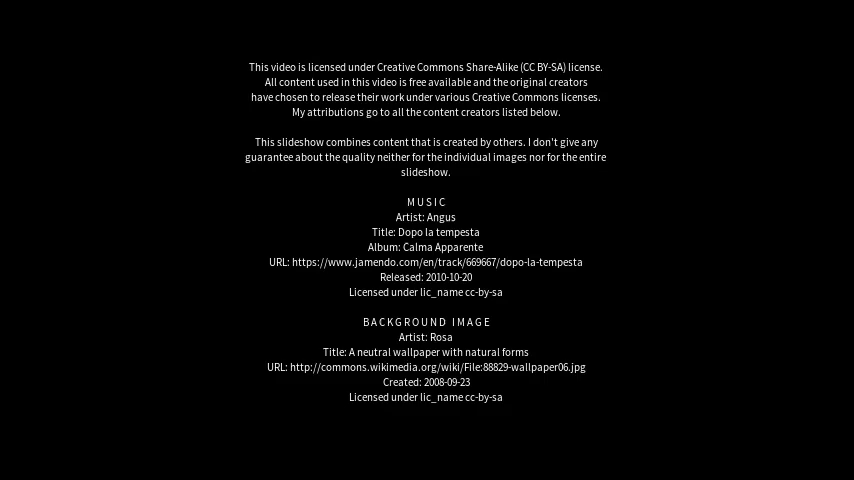 This video is licensed under Creative Commons Share-Alike (CC BY-SA) license.
All content used in this video is free available and the original creators
have chosen to release their work under various Creative Commons licenses.
My attributions go to all the content creators listed below.
This slideshow combines content that is created by others. I don't give any
guarantee about the quality neither for the individual images nor for the entire
slideshow.
MUSIC
Artist: Angus
Title: Dopo la tempesta
Album: Calma Apparente
URL: https://www.jamendo.com/en/track/669667/dopo-la-tempesta
Released: 2010-10-20
Licensed under lic_name cc-by-sa
BACKGROUND IMAGE
Artist: Rosa
Title: A neutral wallpaper with natural forms
URL: http://commons.wikimedia.org/wiki/File:88829-wallpaper06.jpg
Created: 2008-09-23
Licensed under lic_name cc-by-sa